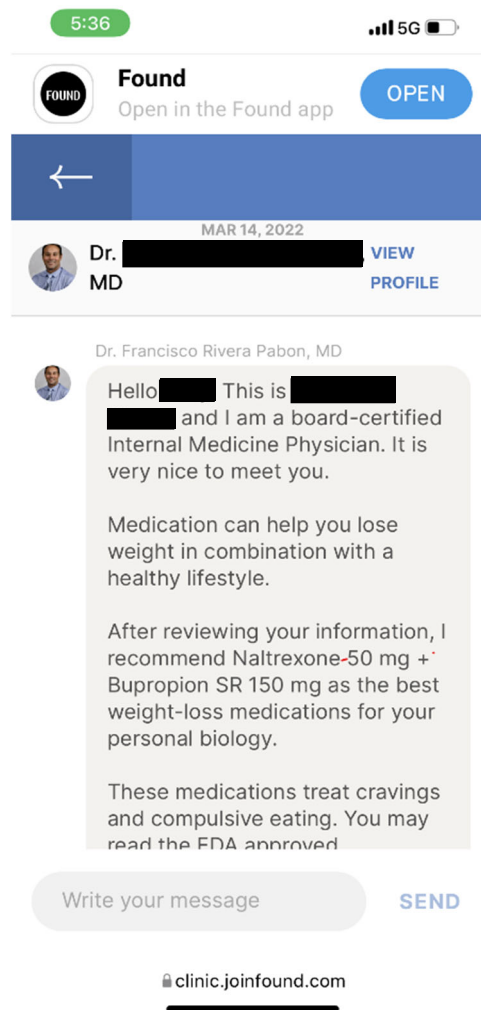 5:36
5G
FOUND
Found
Open in the Found app
OPEN
MAR 14, 2022
Dr.
MD
VIEW
PROFILE
Dr. Francisco Rivera Pabon, MD
Hello This is
and I am a board-certified
Internal Medicine Physician. It is
very nice to meet you.
Medication can help you lose
weight in combination with a
healthy lifestyle.
After reviewing your information, I
recommend Naltrexone-50 mg +
Bupropion SR 150 mg as the best
weight-loss medications for your
personal biology.
These medications treat cravings
and compulsive eating. You may
read the FDA approved
Write your message
SEND
clinic.joinfound.com